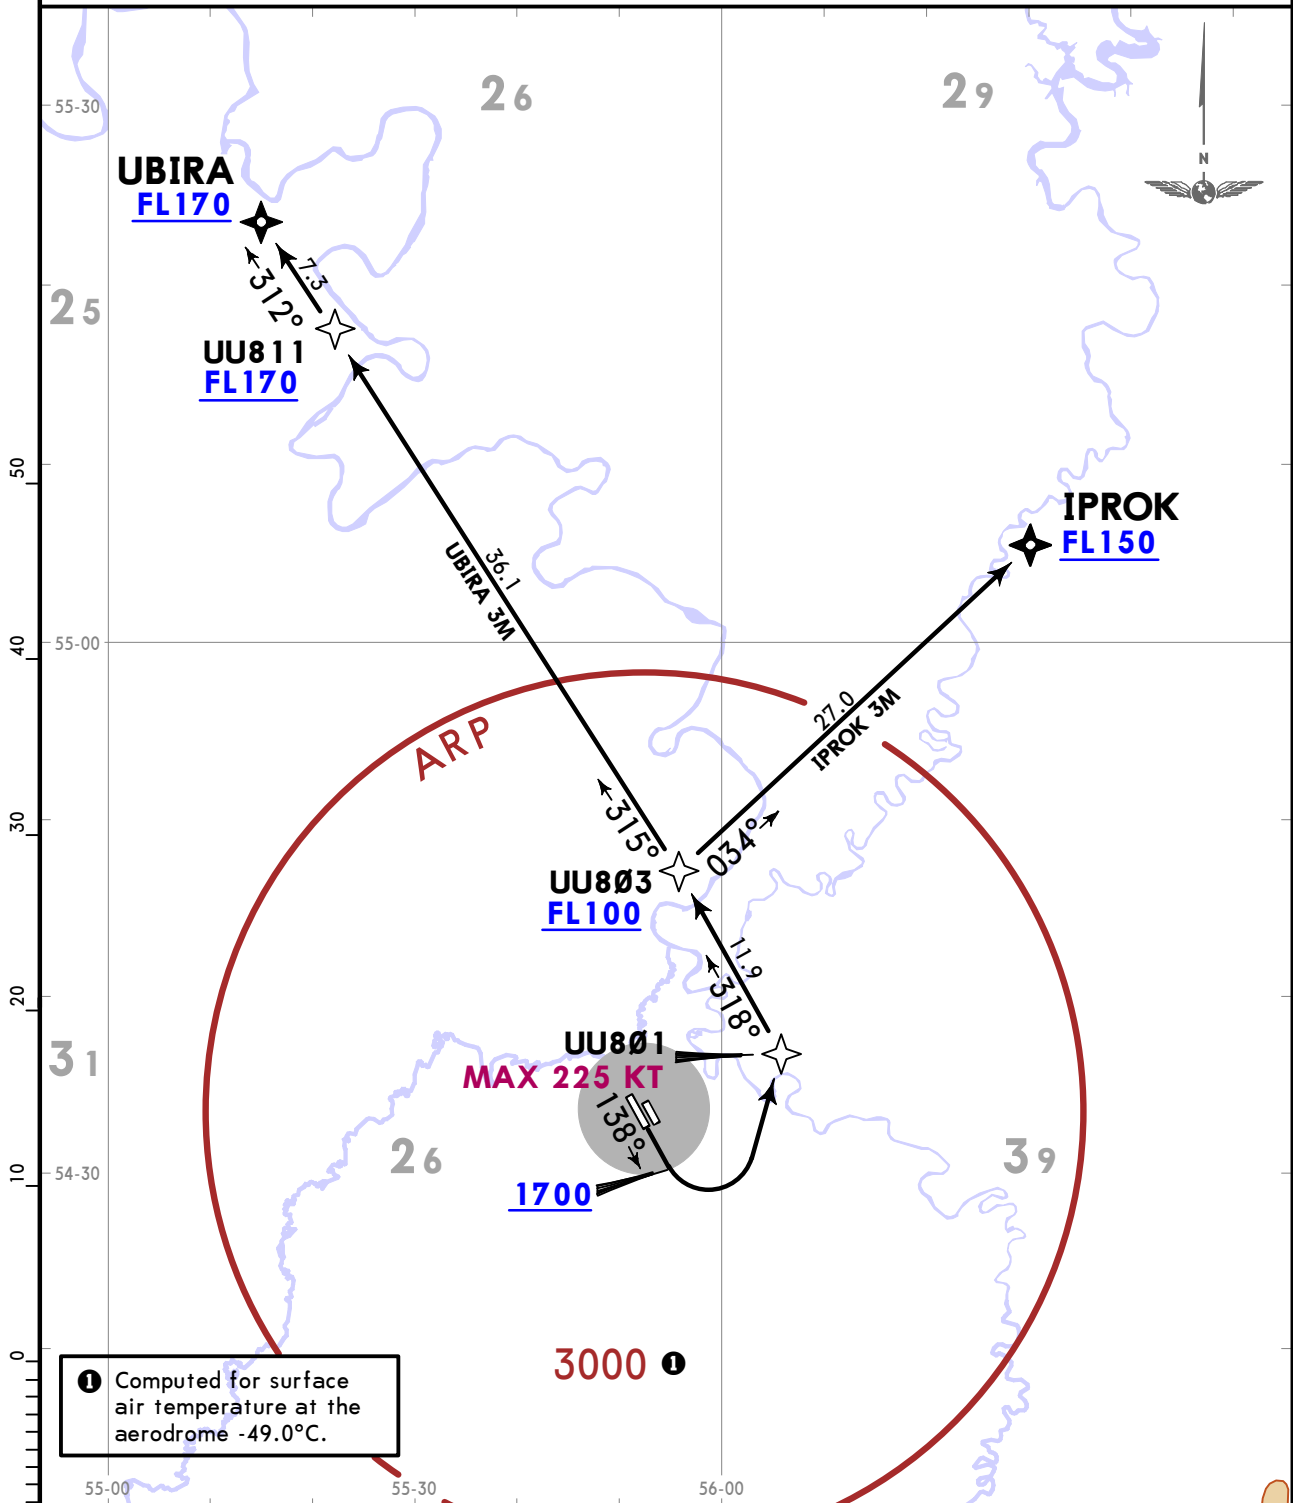 26
29
55-30
N
UBIRA
FL170
7.3
312°
25
UU811
FL170
50
IPROK
FL150
36.1
UBIRA 3M
40
55-00
27.0
IPROK 3M
ARP
30
315°
034°
UU8Ø3
FL100
11.9
318°
20
UU8Ø1
31
MAX 225 KT
138°
26
39
10
54-30
1700
0
3000 ❶
❶ Computed for surface
air temperature at the
aerodrome -49.0°C.
55-00
55-30
56-00